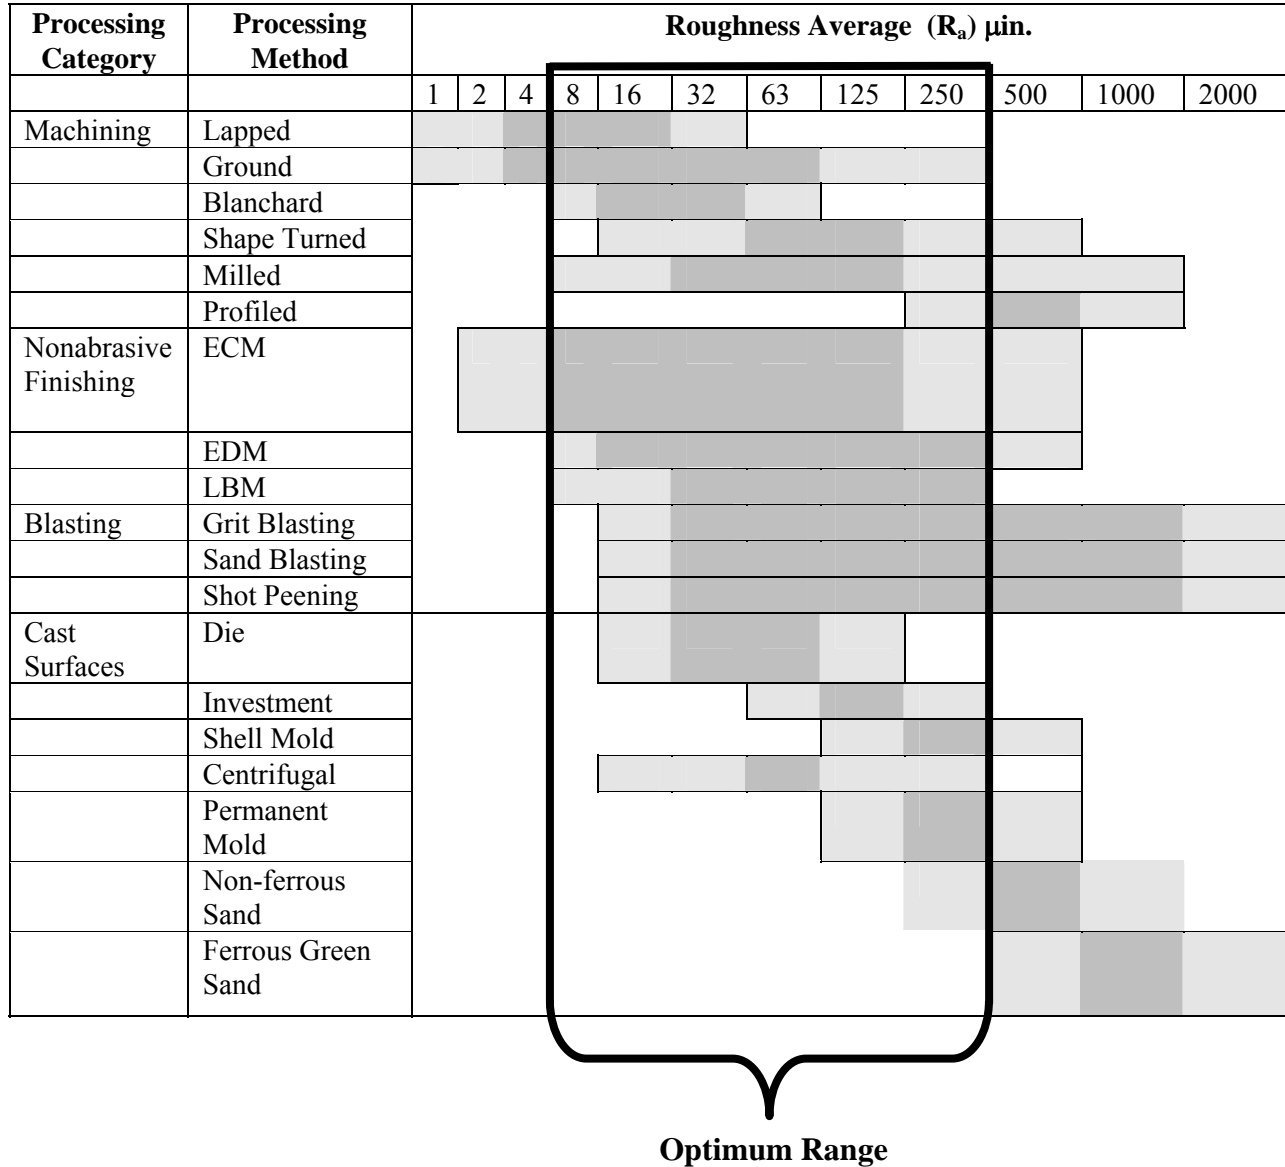 Processing Category Processing Method Roughness Average (Rₐ) μin.
1 2 4 8 16 32 63 125 250 500 1000 2000
Machining Lapped
Ground
Blanchard
Shape Turned
Milled
Profiled
Nonabrasive Finishing ECM
EDM
LBM
Blasting Grit Blasting
Sand Blasting
Shot Peening
Cast Surfaces Die
Investment
Shell Mold
Centrifugal
Permanent Mold
Non-ferrous Sand
Ferrous Green Sand
Optimum Range